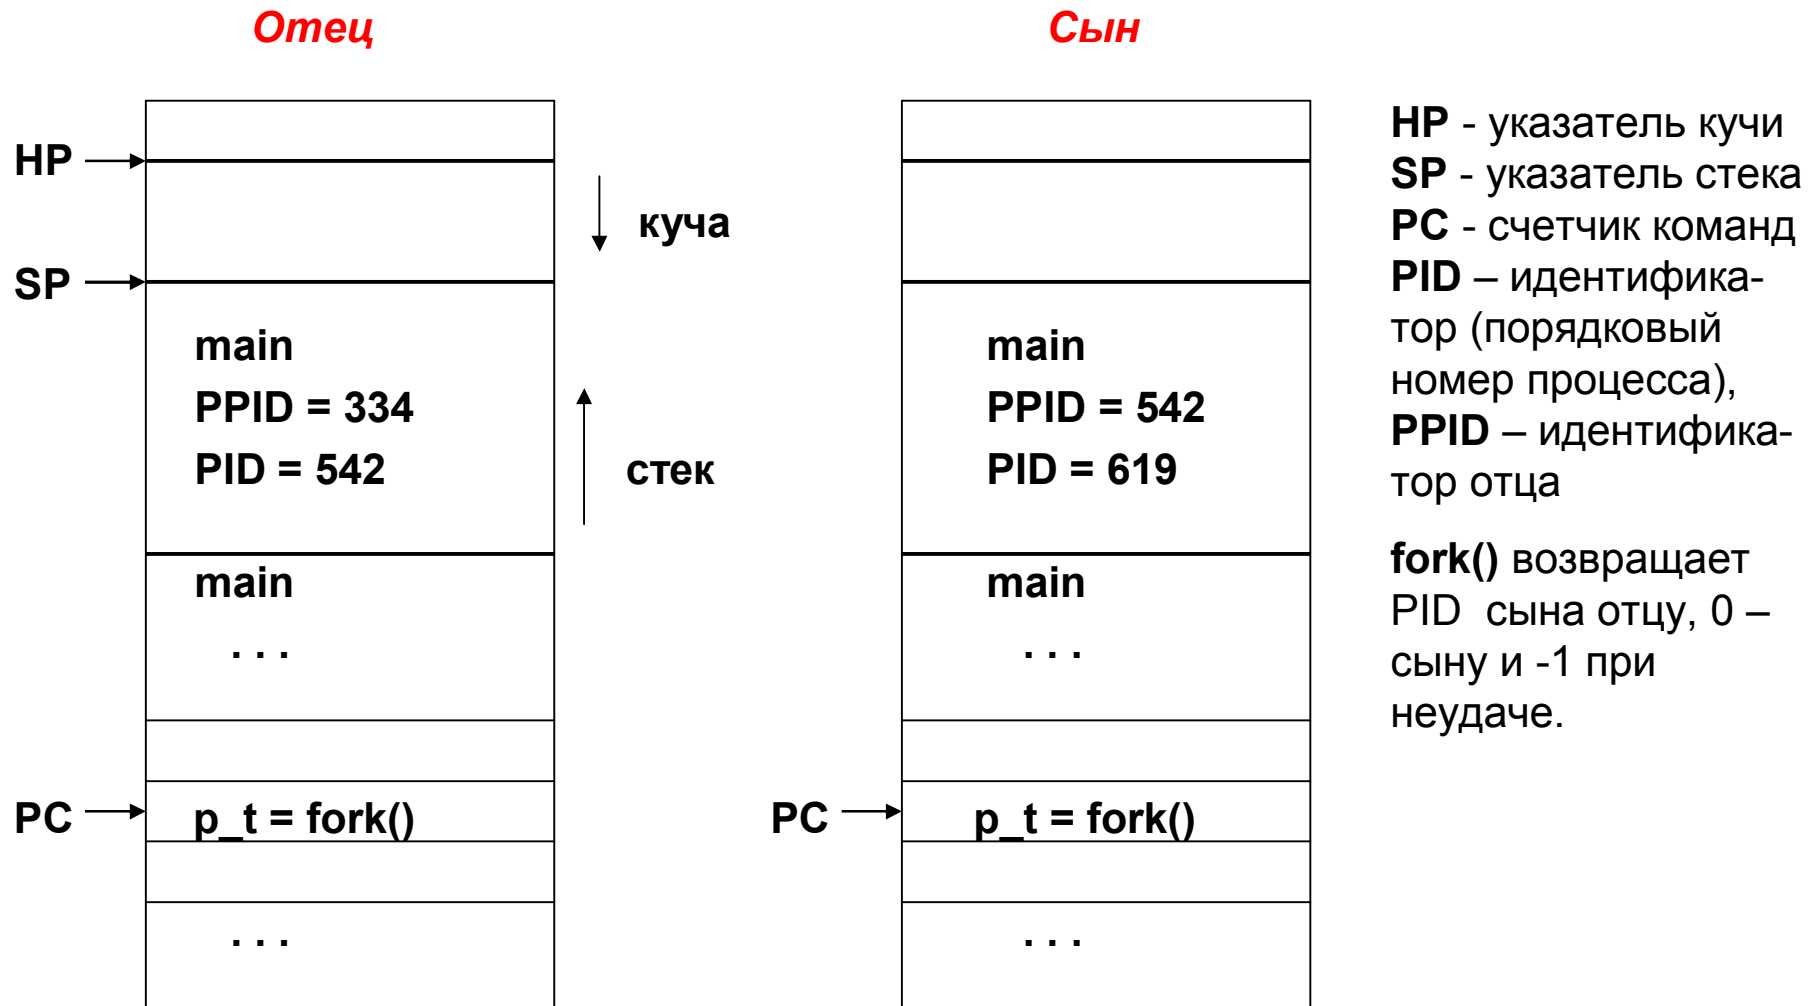 Отец
Сын
HP
SP
куча
стек
main
PPID = 334
PID = 542
main
. . .
PC
p_t = fork()
. . .
main
PPID = 542
PID = 619
main
. . .
PC
p_t = fork()
. . .
HP - указатель кучи
SP - указатель стека
PC - счетчик команд
PID – идентифика-
тор (порядковый
номер процесса),
PPID – идентифика-
тор отца
fork() возвращает
PID сына отцу, 0 –
сыну и -1 при
неудаче.